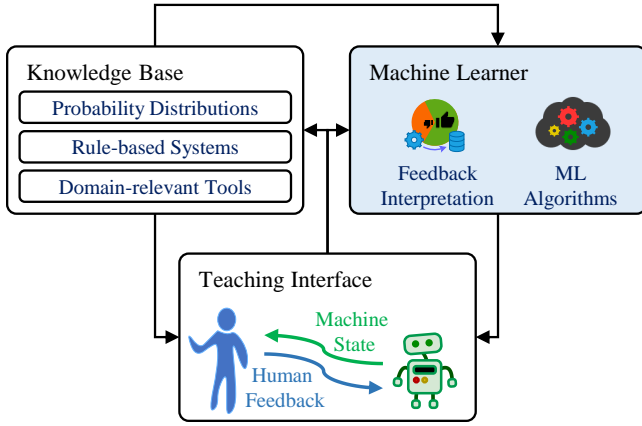 Knowledge Base
Probability Distributions
Rule-based Systems
Domain-relevant Tools
Machine Learner
Feedback
Interpretation
ML
Algorithms
Teaching Interface
Machine
State
Human
Feedback